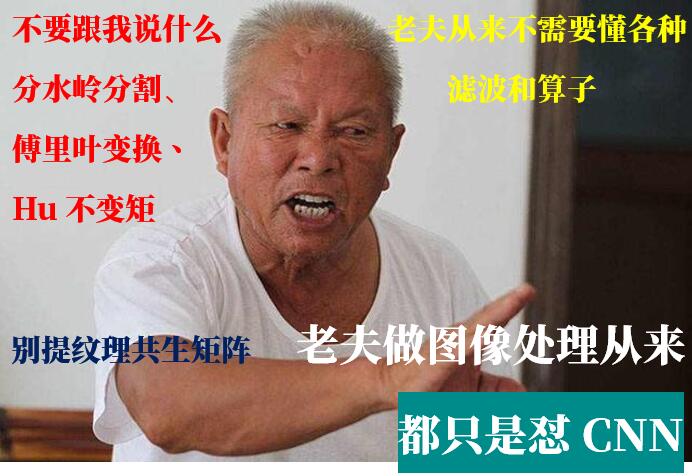 不要跟我说什么
分水岭分割、
傅里叶变换、
Hu 不变矩
老夫从来不需要懂各种
滤波和算子
别提纹理共生矩阵
老夫做图像处理从来
都只是怼 CNN